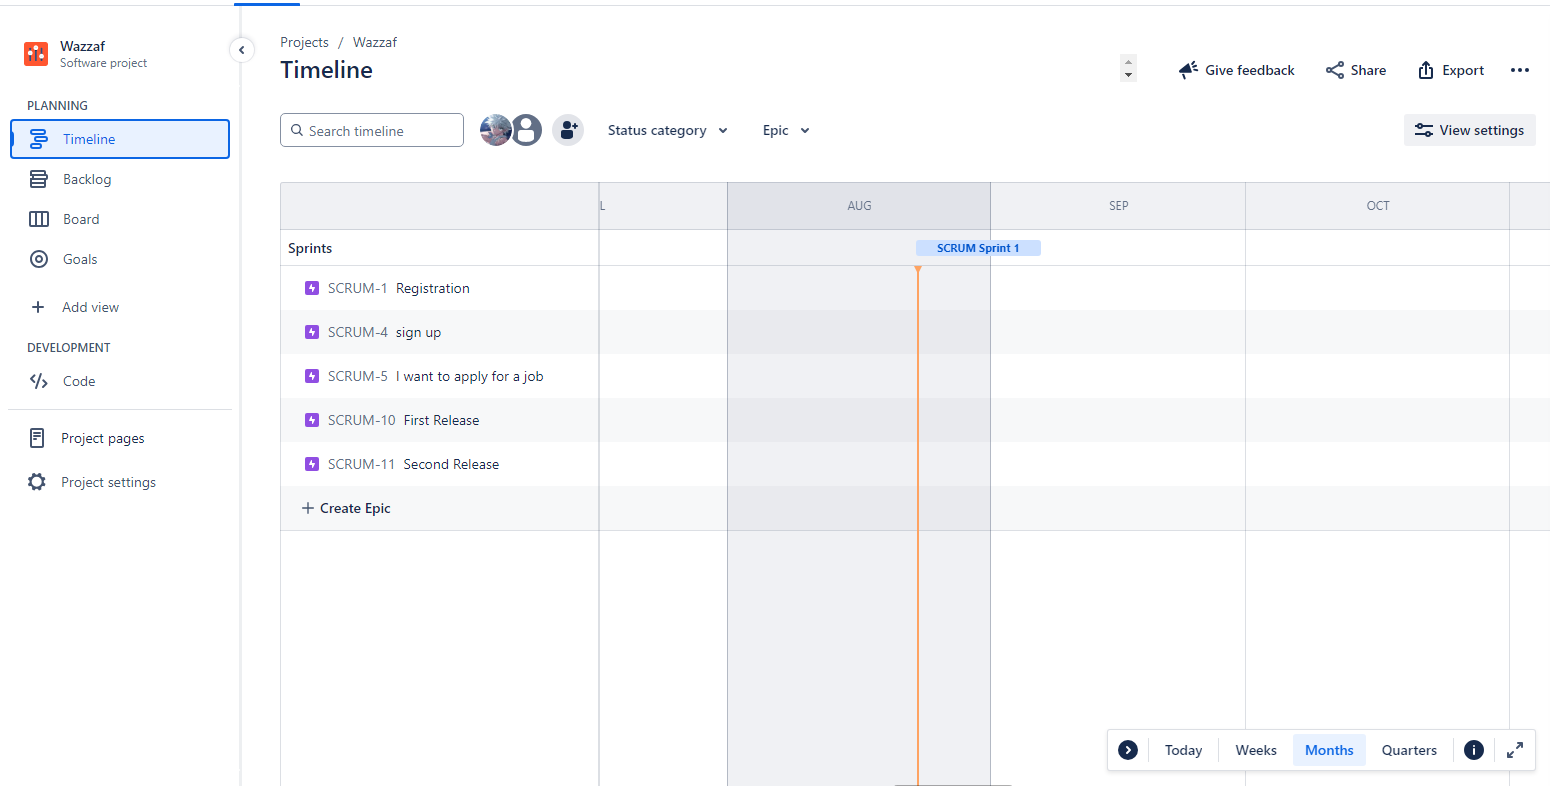 Wazzaf
Software project
PLANNING
Timeline
Backlog
Board
Goals
Add view
DEVELOPMENT
Code
Project pages
Project settings
Projects / Wazzaf
Timeline
Give feedback
Share
Export
Search timeline
Status category
Epic
View settings
L
AUG
SEP
OCT
Sprints
SCRUM Sprint 1
SCRUM-1 Registration
SCRUM-4 sign up
SCRUM-5 I want to apply for a job
SCRUM-10 First Release
SCRUM-11 Second Release
+ Create Epic
Today
Weeks
Months
Quarters